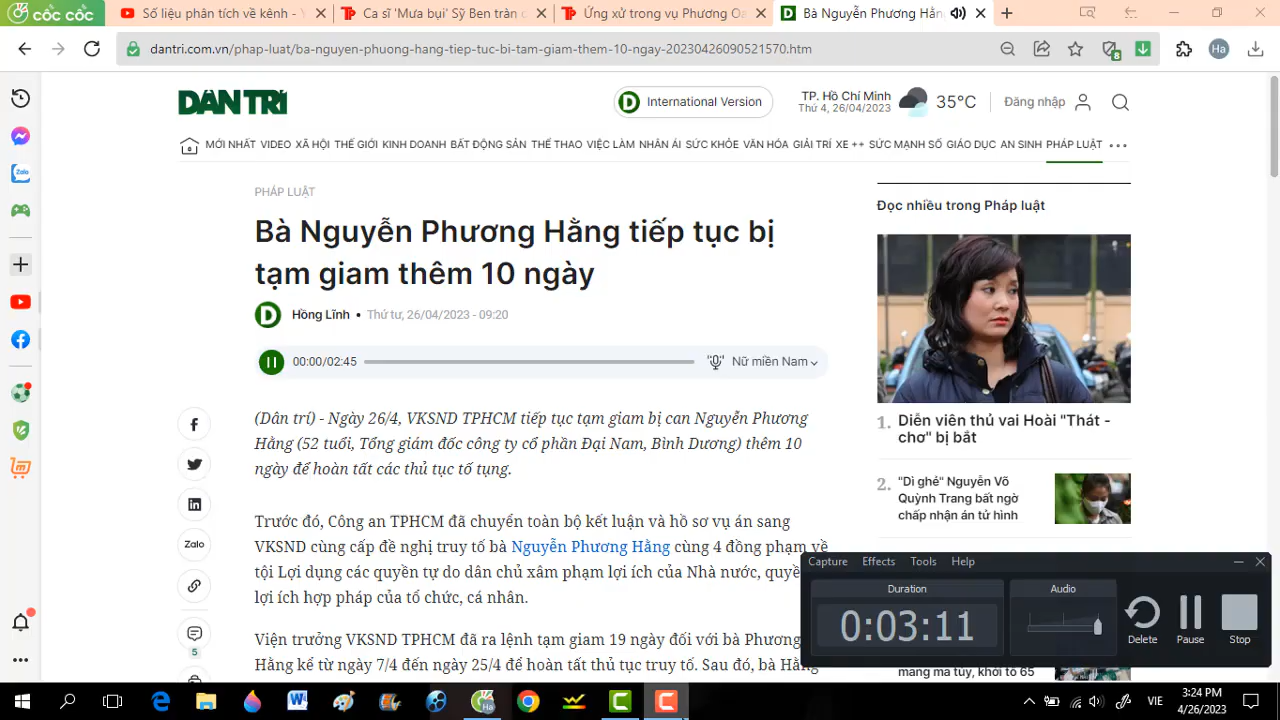 cốc cốc
Số liệu phân tích về kênh - Y
Ca sĩ 'Mưa bụi' Sỹ Ben trần c
Ứng xử trong vụ Phương Oa
Bà Nguyễn Phương Hằng
dantri.com.vn/phap-luat/ba-nguyen-phuong-hang-tiep-tuc-bi-tam-giam-them-10-ngay-20230426090521570.htm
8
Ha
DÂN TRÍ
D International Version
TP. Hồ Chí Minh
Thứ 4, 26/04/2023
35°C
Đăng nhập
MỚI NHẤT VIDEO XÃ HỘI THẾ GIỚI KINH DOANH BẤT ĐỘNG SẢN THỂ THAO VIỆC LÀM NHÂN ÁI SỨC KHỎE VĂN HÓA GIẢI TRÍ XE ++ SỨC MẠNH SỐ GIÁO DỤC AN SINH PHÁP LUẬT
PHÁP LUẬT
Bà Nguyễn Phương Hằng tiếp tục bị
tạm giam thêm 10 ngày
D Hồng Lĩnh • Thứ tư, 26/04/2023 - 09:20
00:00/02:45
Nữ miền Nam
(Dân trí) - Ngày 26/4, VKSND TPHCM tiếp tục tạm giam bị can Nguyễn Phương
Hằng (52 tuổi, Tổng giám đốc công ty cổ phần Đại Nam, Bình Dương) thêm 10
ngày để hoàn tất các thủ tục tố tụng.
Trước đó, Công an TPHCM đã chuyển toàn bộ kết luận và hồ sơ vụ án sang
VKSND cùng cấp đề nghị truy tố bà Nguyễn Phương Hằng cùng 4 đồng phạm về
tội Lợi dụng các quyền tự do dân chủ xâm phạm lợi ích của Nhà nước, quyề
lợi ích hợp pháp của tổ chức, cá nhân.
Viện trưởng VKSND TPHCM đã ra lệnh tạm giam 19 ngày đối với bà Phương
Hằng kể từ ngày 7/4 đến ngày 25/4 để hoàn tất thủ tục truy tố. Sau đó, bà Hằng
Zalo
Zalo
5
Đọc nhiều trong Pháp luật
1. Diễn viên thủ vai Hoài "Thát -
chơ" bị bắt
2. "Dì ghẻ" Nguyễn Võ
Quỳnh Trang bất ngờ
chấp nhận án tử hình
Capture Effects Tools Help
Duration
0:03:11
Audio
Delete
Pause
Stop
mang ma túy, khởi tố 65
VIE
3:24 PM
4/26/2023